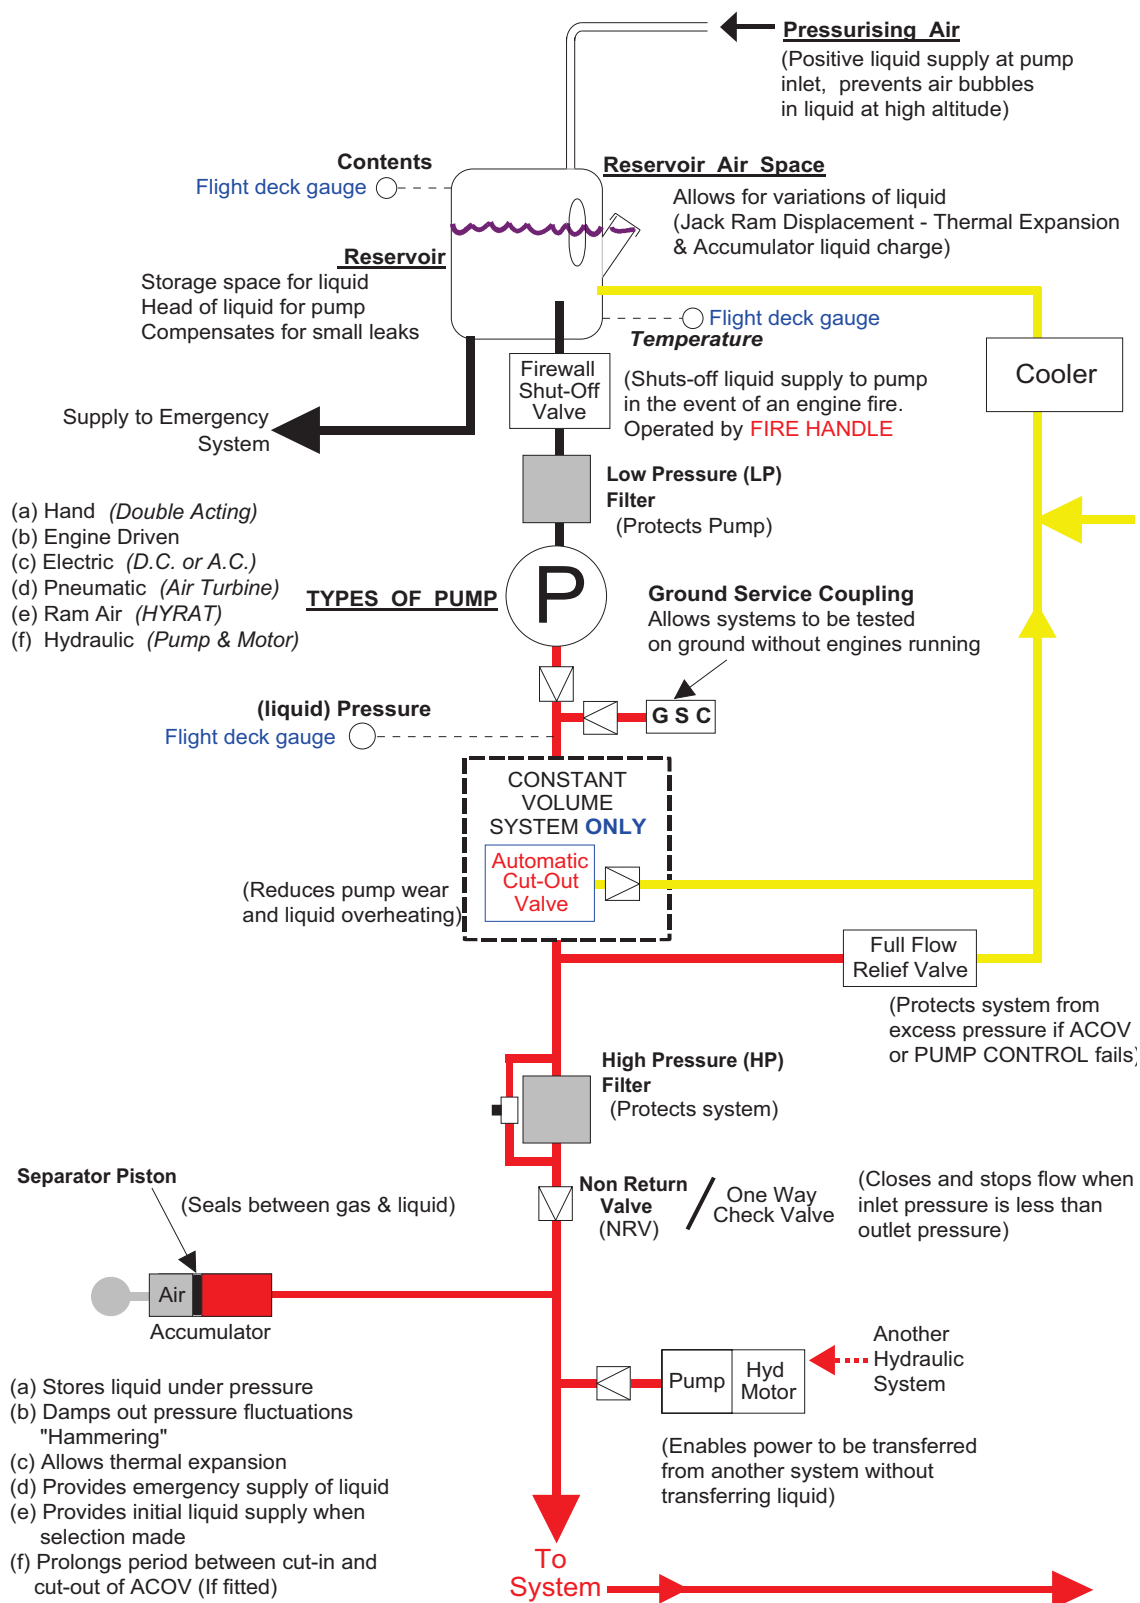 Pressurising Air
(Positive liquid supply at pump
inlet, prevents air bubbles
in liquid at high altitude)
Contents
Flight deck gauge
Reservoir Air Space
Allows for variations of liquid
(Jack Ram Displacement - Thermal Expansion
& Accumulator liquid charge)
Reservoir
Storage space for liquid
Head of liquid for pump
Compensates for small leaks
Flight deck gauge
Temperature
Cooler
Firewall
Shut-Off
Valve
(Shuts-off liquid supply to pump
in the event of an engine fire.
Operated by FIRE HANDLE
Supply to Emergency
System
Low Pressure (LP)
Filter
(Protects Pump)
(a) Hand (Double Acting)
(b) Engine Driven
(c) Electric (D.C. or A.C.)
(d) Pneumatic (Air Turbine)
(e) Ram Air (HYRAT)
(f) Hydraulic (Pump & Motor)
TYPES OF PUMP
P
Ground Service Coupling
Allows systems to be tested
on ground without engines running
G S C
(liquid) Pressure
Flight deck gauge
CONSTANT
VOLUME
SYSTEM ONLY
Automatic
Cut-Out
Valve
(Reduces pump wear
and liquid overheating)
Full Flow
Relief Valve
(Protects system from
excess pressure if ACOV
or PUMP CONTROL fails)
High Pressure (HP)
Filter
(Protects system)
Separator Piston
(Seals between gas & liquid)
Non Return
Valve
(NRV)
One Way
Check Valve
(Closes and stops flow when
inlet pressure is less than
outlet pressure)
Air
Accumulator
Another
Hydraulic
System
Pump
Hyd
Motor
(a) Stores liquid under pressure
(b) Damps out pressure fluctuations
"Hammering"
(c) Allows thermal expansion
(d) Provides emergency supply of liquid
(e) Provides initial liquid supply when
selection made
(f) Prolongs period between cut-in and
cut-out of ACOV (If fitted)
(Enables power to be transferred
from another system without
transferring liquid)
To
System